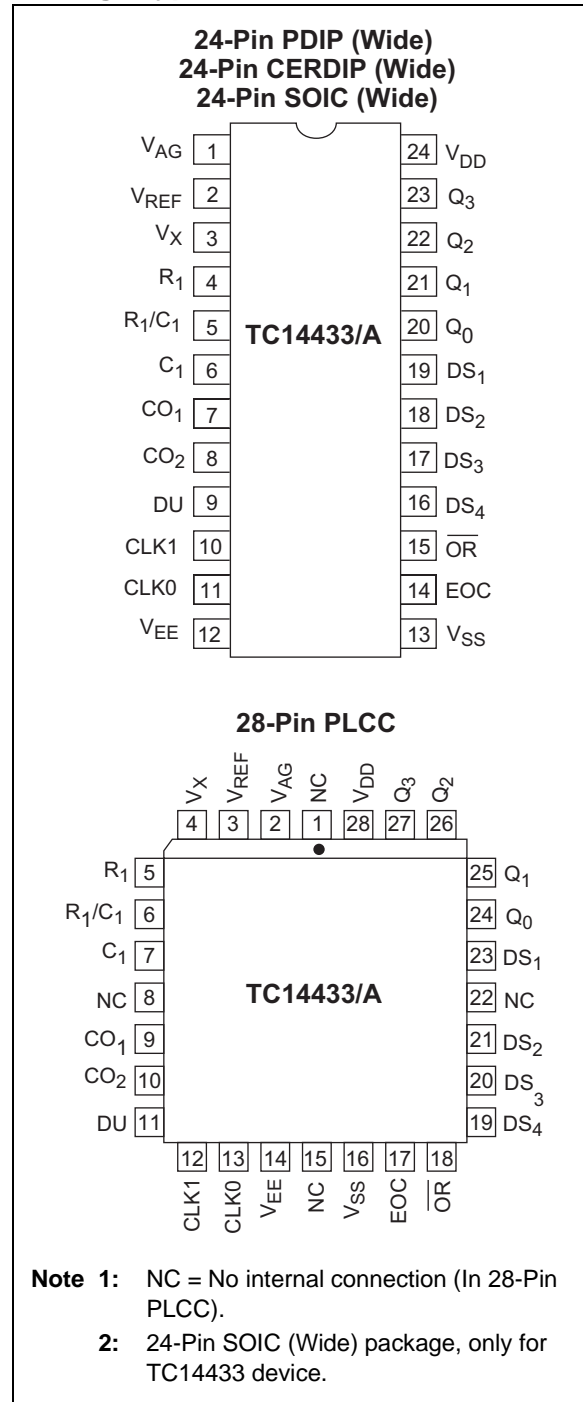 24-Pin PDIP (Wide)
24-Pin CERDIP (Wide)
24-Pin SOIC (Wide)
VAG 1 24 VDD
VREF 2 23 Q3
VX 3 22 Q2
R1 4 21 Q1
R1/C1 5 TC14433/A 20 Q0
C1 6 19 DS1
CO1 7 18 DS2
CO2 8 17 DS3
DU 9 16 DS4
CLK1 10 15 OR
CLK0 11 14 EOC
VEE 12 13 VSS
28-Pin PLCC
VX VREF VAG NC VDD Q3 Q2
4 3 2 1 28 27 26
R1 5 25 Q1
R1/C1 6 24 Q0
C1 7 23 DS1
NC 8 TC14433/A 22 NC
CO1 9 21 DS2
CO2 10 20 DS3
DU 11 19 DS4
12 13 14 15 16 17 18
CLK1 CLK0 VEE NC VSS EOC OR
Note 1: NC = No internal connection (In 28-Pin
PLCC).
2: 24-Pin SOIC (Wide) package, only for
TC14433 device.